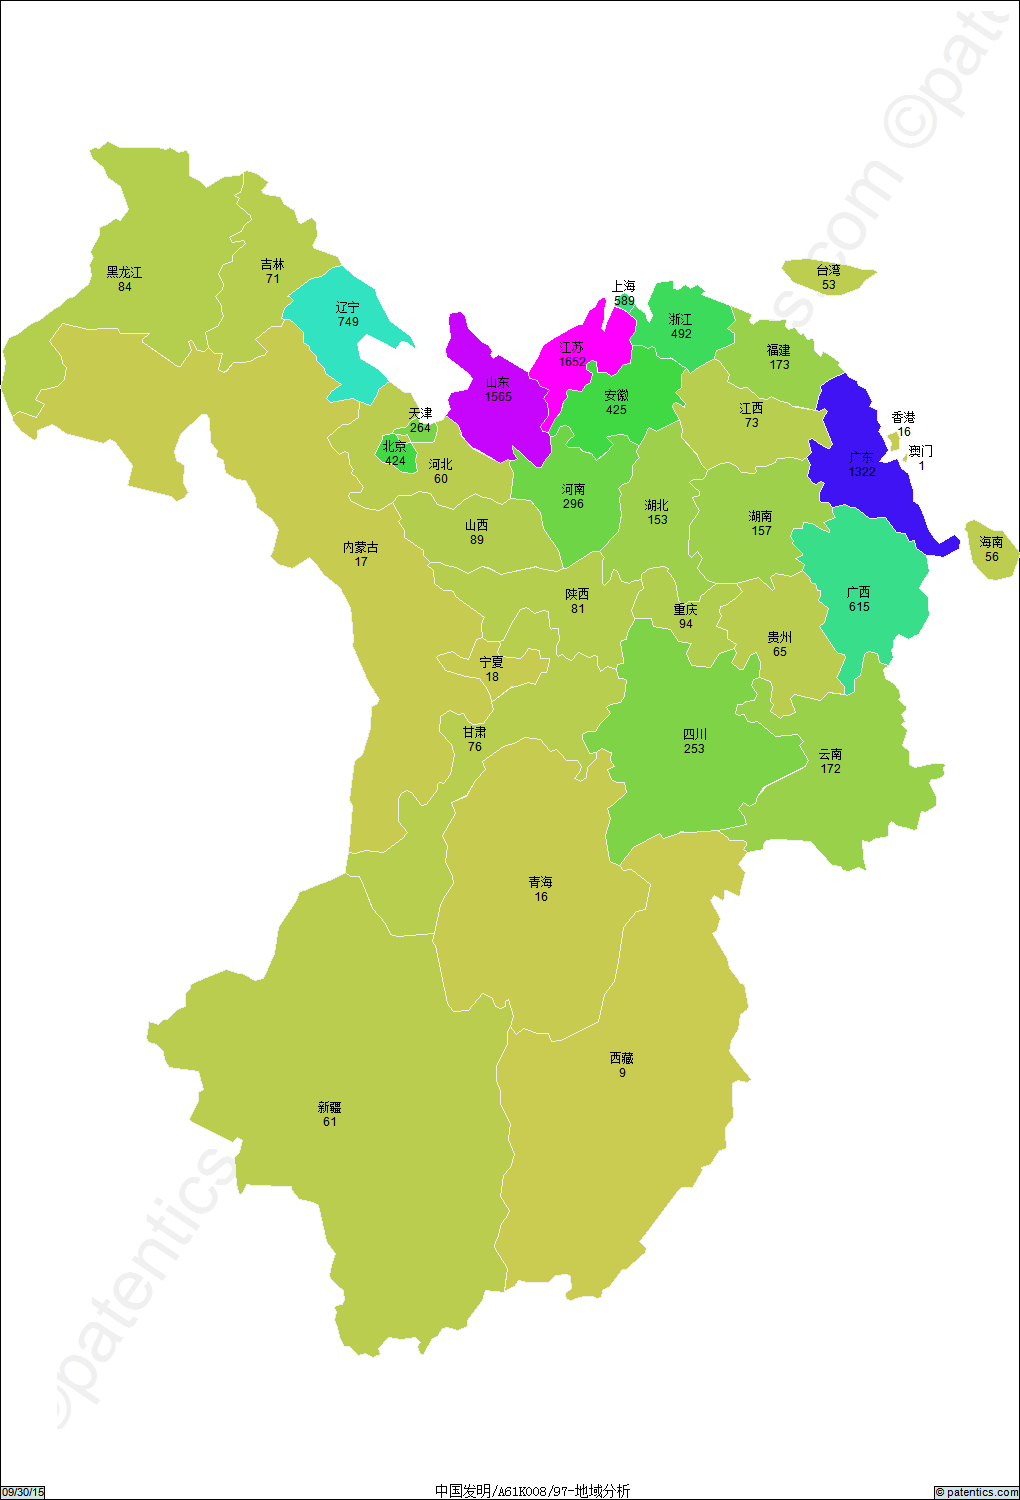 ©patentics.com ©pate
黑龙江
84
吉林
71
辽宁
749
台湾
53
上海
589
浙江
492
江苏
1652
福建
173
山东
1565
安徽
425
江西
73
天津
264
香港
16
北京
424
河北
60
广东
1322
澳门
1
河南
296
湖北
153
湖南
157
山西
89
内蒙古
17
海南
56
陕西
81
重庆
94
广西
615
贵州
65
宁夏
18
甘肃
76
四川
253
云南
172
青海
16
西藏
9
新疆
61
09/30/15
中国发明/A61K008/97-地域分析
© patentics.com